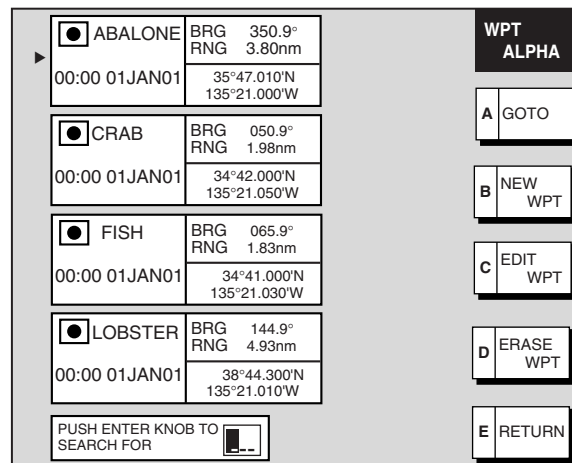 ABALONE
BRG 350.9°
RNG 3.80nm
00:00 01JAN01
35°47.010'N
135°21.000'W
CRAB
BRG 050.9°
RNG 1.98nm
00:00 01JAN01
34°42.000'N
135°21.050'W
FISH
BRG 065.9°
RNG 1.83nm
00:00 01JAN01
34°41.000'N
135°21.030'W
LOBSTER
BRG 144.9°
RNG 4.93nm
00:00 01JAN01
38°44.300'N
135°21.010'W
PUSH ENTER KNOB TO
SEARCH FOR _ _ _
WPT
ALPHA
A GOTO
B NEW
WPT
C EDIT
WPT
D ERASE
WPT
E RETURN